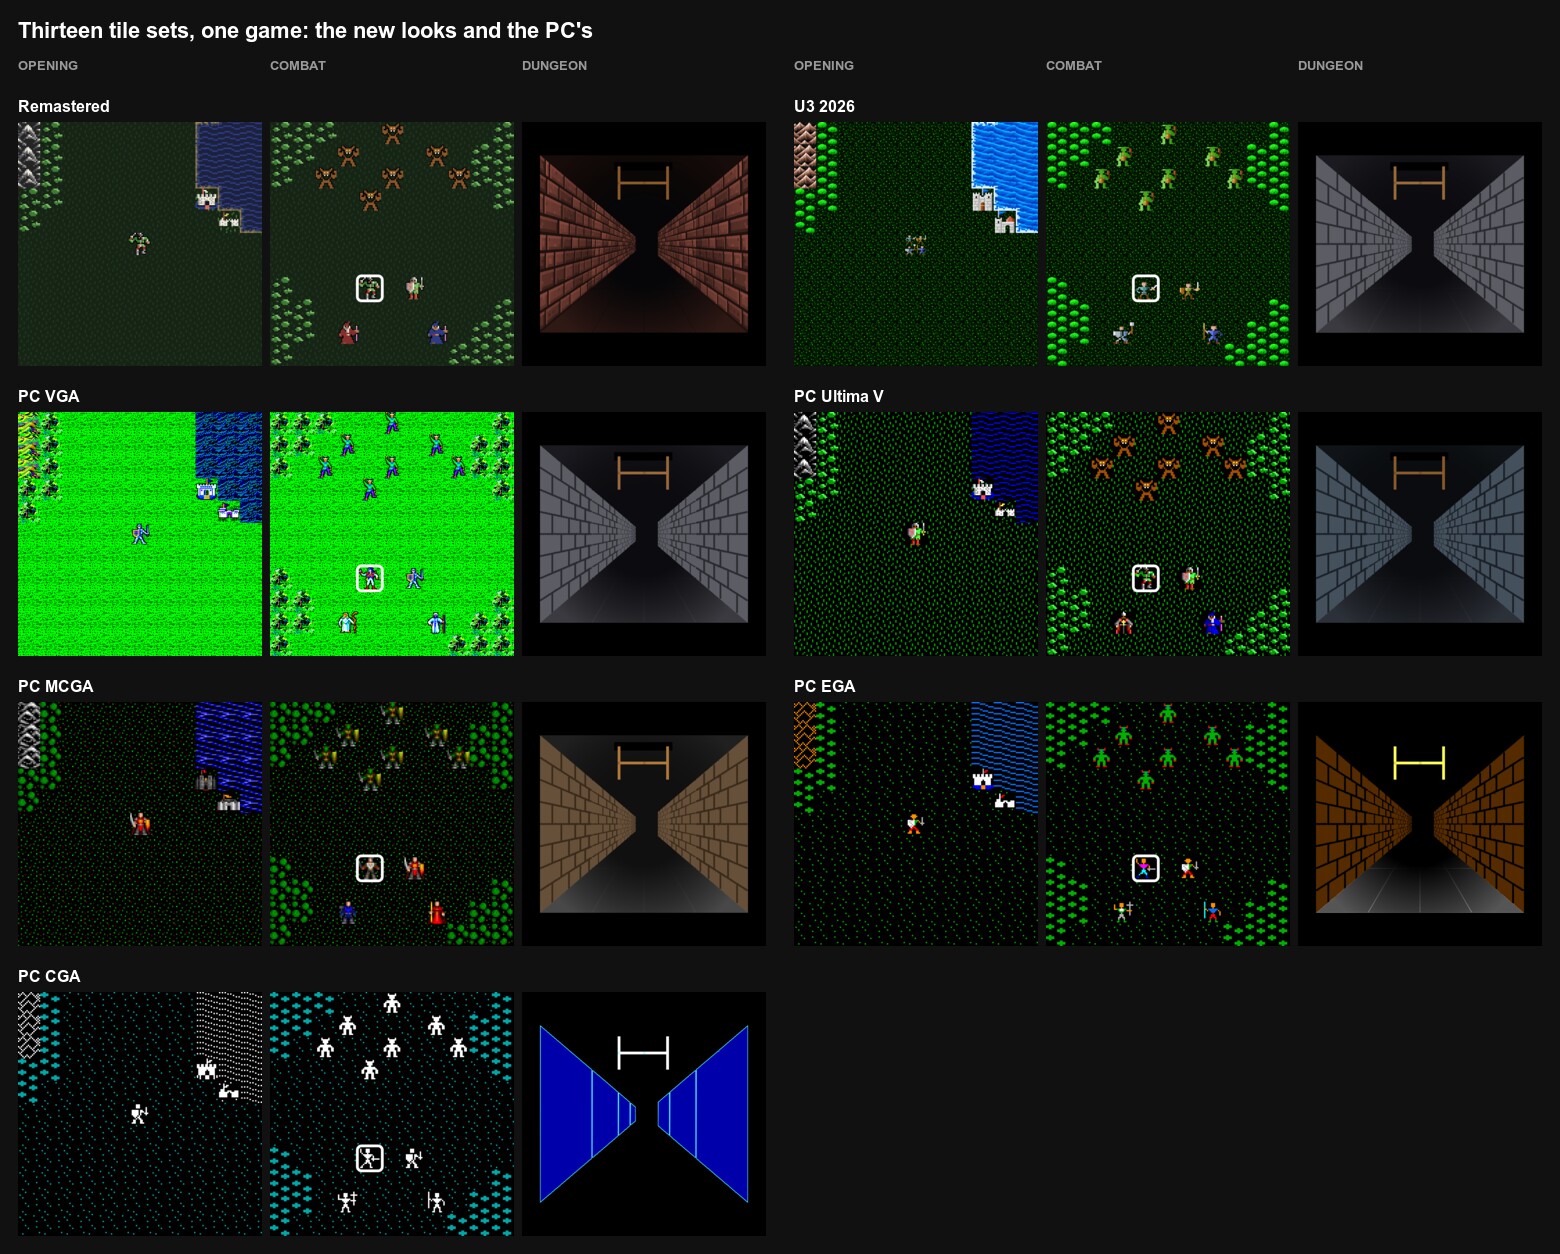 Thirteen tile sets, one game: the new looks and the PC's
OPENING COMBAT DUNGEON OPENING COMBAT DUNGEON
Remastered U3 2026
PC VGA PC Ultima V
PC MCGA PC EGA
PC CGA